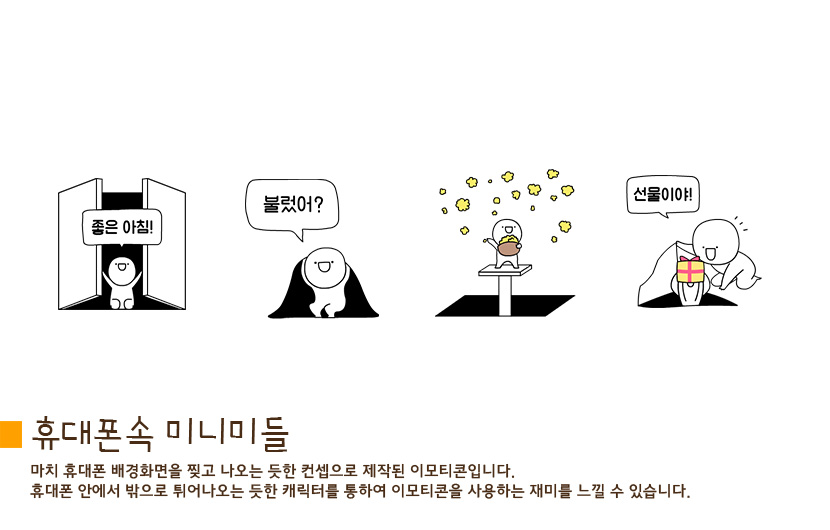 좋은 아침!
불렀어?
선물이야!
휴대폰속 미니미들
마치 휴대폰 배경화면을 찢고 나오는 듯한 컨셉으로 제작된 이모티콘입니다.
휴대폰 안에서 밖으로 튀어나오는 듯한 캐릭터를 통하여 이모티콘을 사용하는 재미를 느낄 수 있습니다.